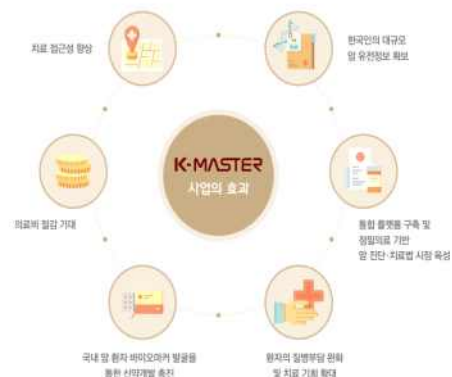 치료 접근성 향상
한국인의 대규모
암 유전정보 확보
K-MASTER
사업의 효과
의료비 절감 기대
통합 플랫폼 구축 및
정밀의료 기반
암 진단·치료법 시장 육성
국내 암 환자 바이오마커 발굴을
통한 신약개발 촉진
환자의 질병부담 완화
및 치료 기회 확대